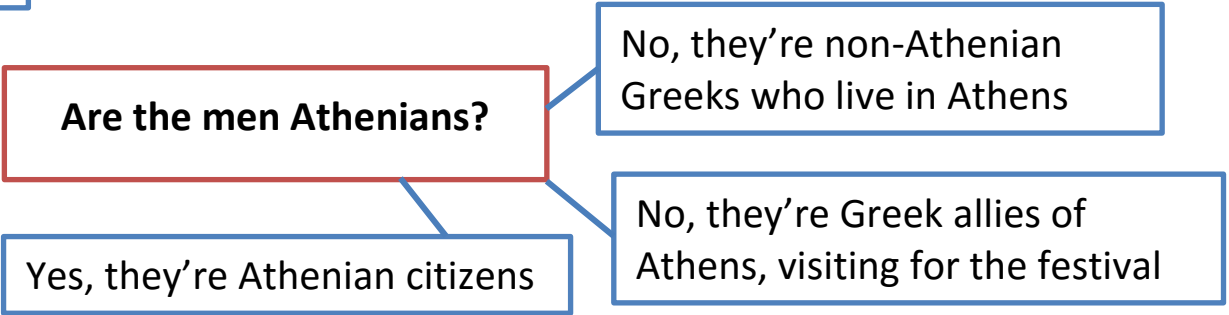 No, they’re non-Athenian
Greeks who live in Athens
Are the men Athenians?
No, they’re Greek allies of
Athens, visiting for the festival
Yes, they’re Athenian citizens